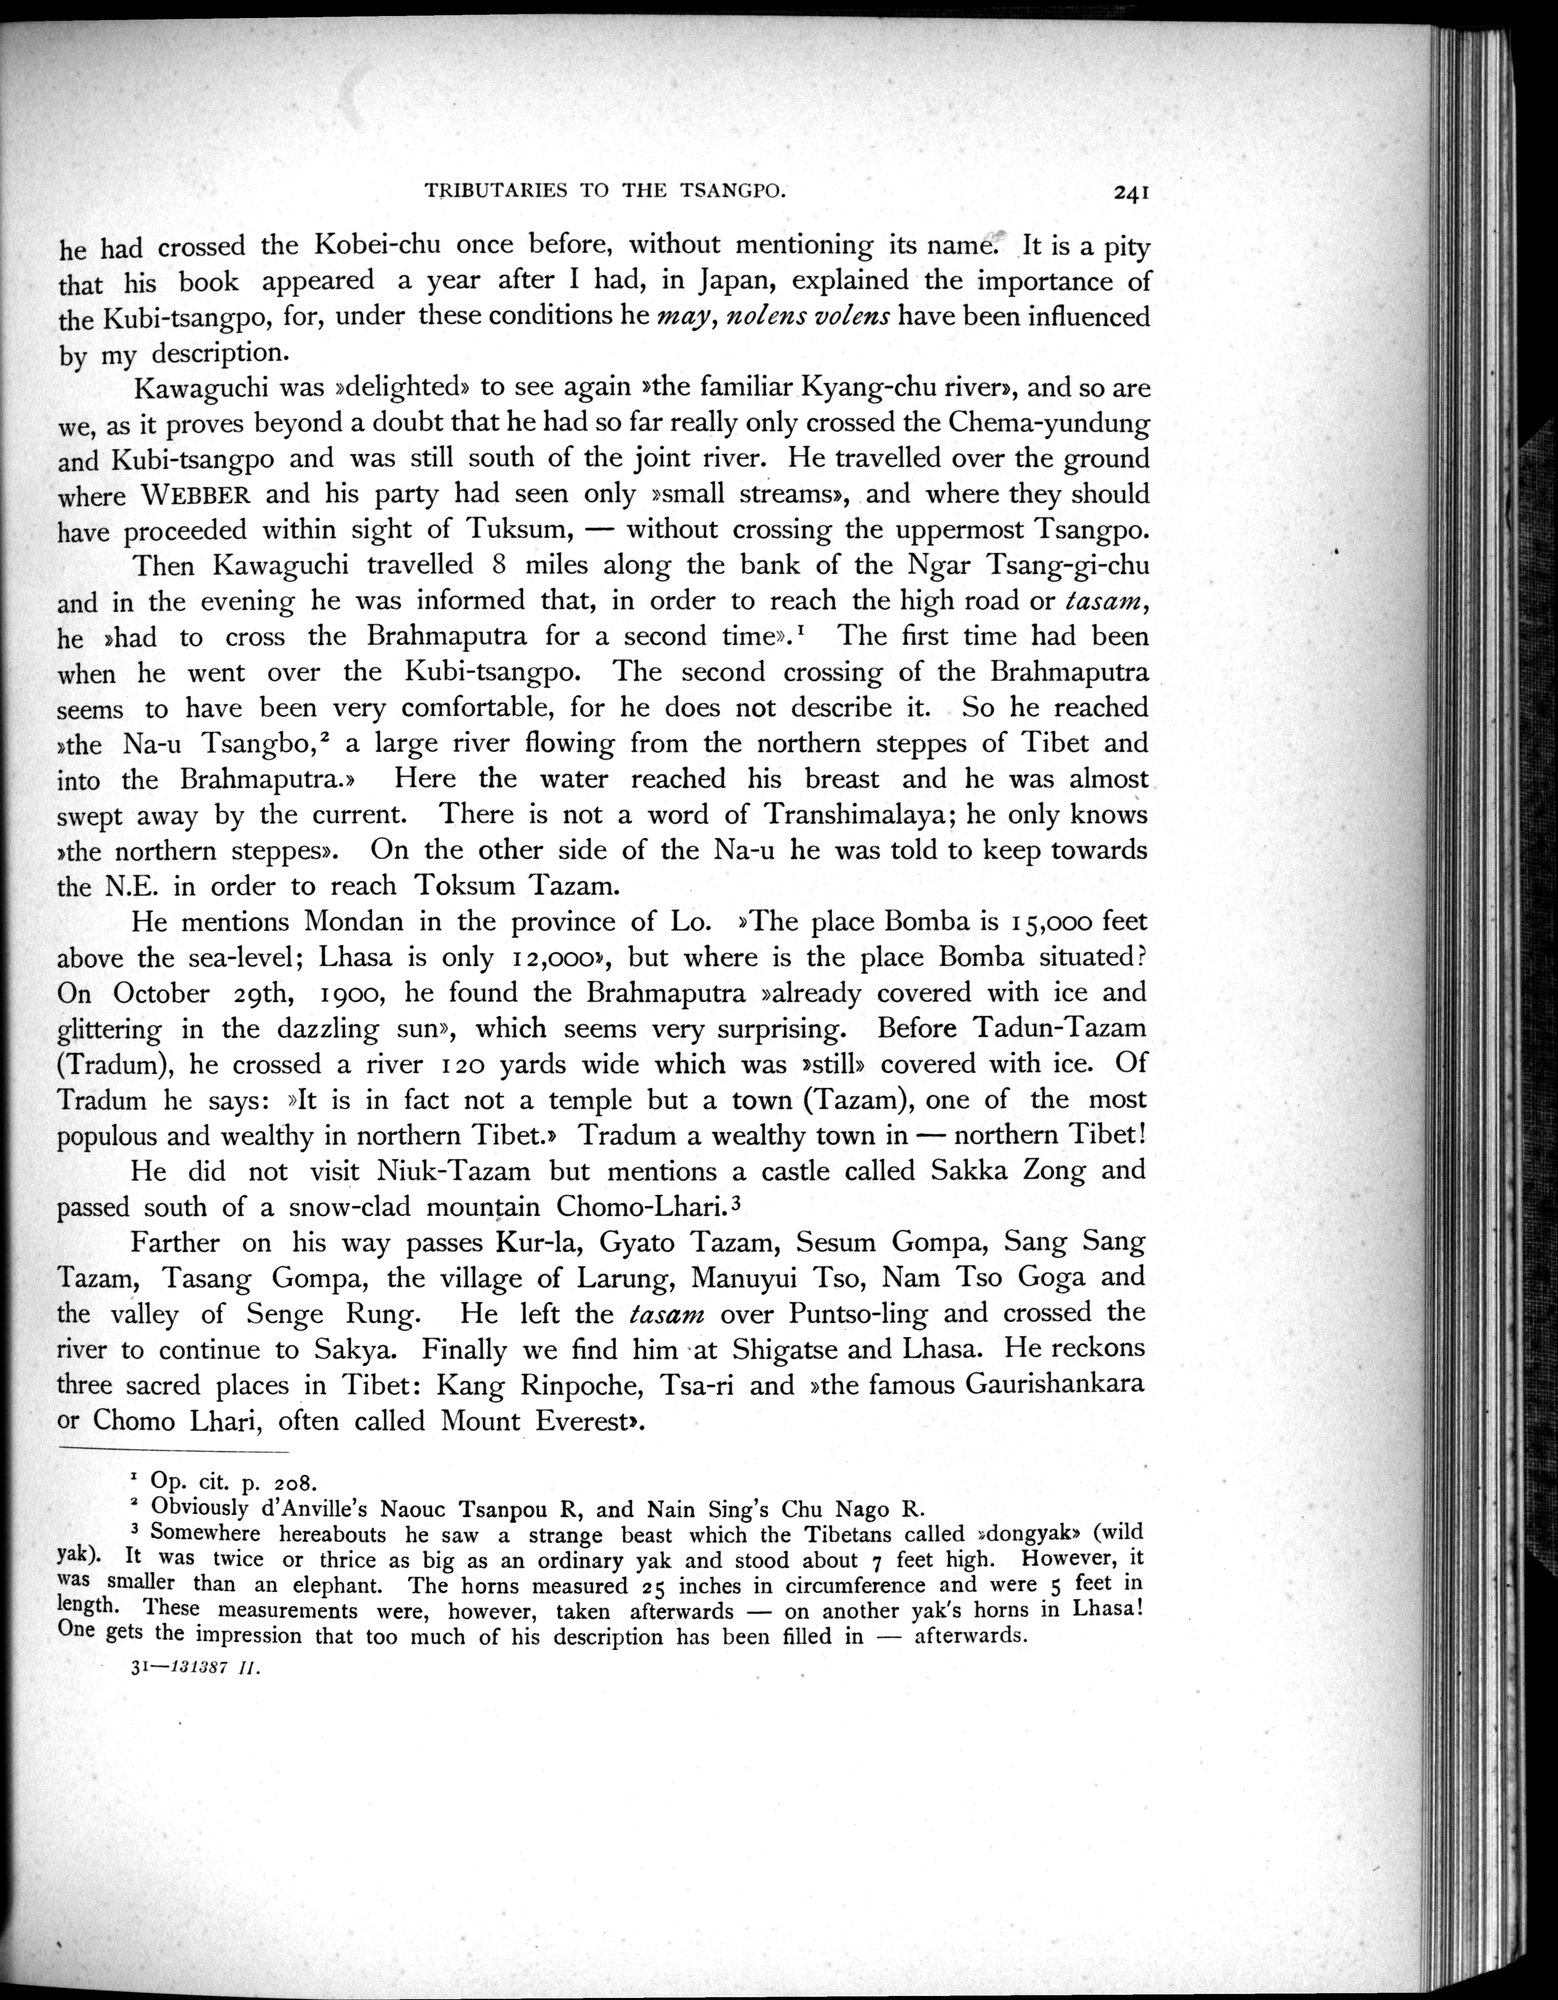 TRIBUTARIES TO THE TSANGPO. 241
he had crossed the Kobei-chu once before, without mentioning its name. It is a pity
that his book appeared a year after I had, in Japan, explained the importance of
the Kubi-tsangpo, for, under these conditions he may, nolens volens have been influenced
by my description.
Kawaguchi was »delighted» to see again »the familiar Kyang-chu river», and so are
we, as it proves beyond a doubt that he had so far really only crossed the Chema-yundung
and Kubi-tsangpo and was still south of the joint river. He travelled over the ground
where WEBBER and his party had seen only »small streams», and where they should
have proceeded within sight of Tuksum, — without crossing the uppermost Tsangpo.
Then Kawaguchi travelled 8 miles along the bank of the Ngar Tsang-gi-chu
and in the evening he was informed that, in order to reach the high road or tasam,
he »had to cross the Brahmaputra for a second time».¹ The first time had been
when he went over the Kubi-tsangpo. The second crossing of the Brahmaputra
seems to have been very comfortable, for he does not describe it. So he reached
»the Na-u Tsangbo,² a large river flowing from the northern steppes of Tibet and
into the Brahmaputra.» Here the water reached his breast and he was almost
swept away by the current. There is not a word of Transhimalaya; he only knows
»the northern steppes». On the other side of the Na-u he was told to keep towards
the N.E. in order to reach Toksum Tazam.
He mentions Mondan in the province of Lo. »The place Bomba is 15,000 feet
above the sea-level; Lhasa is only 12,000», but where is the place Bomba situated?
On October 29th, 1900, he found the Brahmaputra »already covered with ice and
glittering in the dazzling sun», which seems very surprising. Before Tadun-Tazam
(Tradum), he crossed a river 120 yards wide which was »still» covered with ice. Of
Tradum he says: »It is in fact not a temple but a town (Tazam), one of the most
populous and wealthy in northern Tibet.» Tradum a wealthy town in — northern Tibet!
He did not visit Niuk-Tazam but mentions a castle called Sakka Zong and
passed south of a snow-clad mountain Chomo-Lhari.³
Farther on his way passes Kur-la, Gyato Tazam, Sesum Gompa, Sang Sang
Tazam, Tasang Gompa, the village of Larung, Manuyui Tso, Nam Tso Goga and
the valley of Senge Rung. He left the tasam over Puntso-ling and crossed the
river to continue to Sakya. Finally we find him at Shigatse and Lhasa. He reckons
three sacred places in Tibet: Kang Rinpoche, Tsa-ri and »the famous Gaurishankara
or Chomo Lhari, often called Mount Everest».
¹ Op. cit. p. 208.
² Obviously d'Anville's Naouc Tsanpou R, and Nain Sing's Chu Nago R.
³ Somewhere hereabouts he saw a strange beast which the Tibetans called »dongyak» (wild
yak). It was twice or thrice as big as an ordinary yak and stood about 7 feet high. However, it
was smaller than an elephant. The horns measured 25 inches in circumference and were 5 feet in
length. These measurements were, however, taken afterwards — on another yak's horns in Lhasa!
One gets the impression that too much of his description has been filled in — afterwards.
31—131387 II.